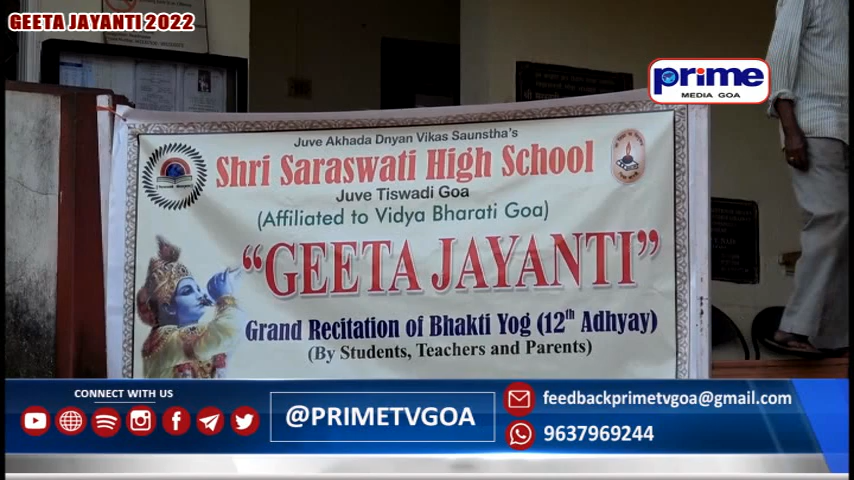 GEETA JAYANTI 2022
prime
MEDIA GOA
Juve Akhada Dnyan Vikas Saunstha's
Shri Saraswati High School
Juve Tiswadi Goa
(Affiliated to Vidya Bharati Goa)
"GEETA JAYANTI"
Grand Recitation of Bhakti Yog (12th Adhyay)
(By Students, Teachers and Parents)
CONNECT WITH US
@PRIMETVGOA
feedbackprimetvgoa@gmail.com
9637969244